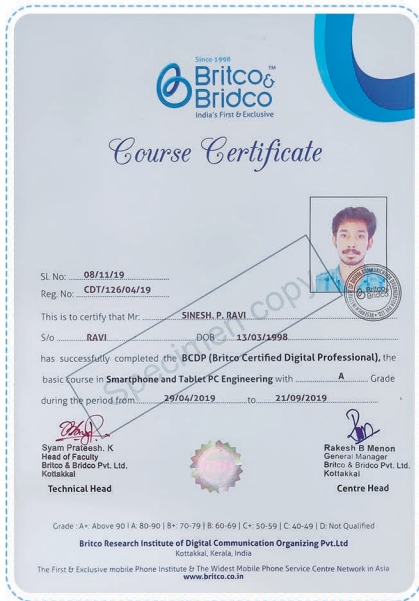 Since 1998
Britco&™
Bridco
India's First & Exclusive
Course Certificate
Sl. No: 08/11/19
Reg. No: CDT/126/04/19
This is to certify that Mr: SINESH. P. RAVI
S/o RAVI DOB 13/03/1998
has successfully completed the BCDP (Britco Certified Digital Professional), the
basic course in Smartphone and Tablet PC Engineering with A Grade
during the period from 29/04/2019 to 21/09/2019
Specimen copy
Britco&
Bridco
Syam Prateesh. K
Head of Faculty
Britco & Bridco Pvt. Ltd.
Kottakkal
Technical Head
Rakesh B Menon
General Manager
Britco & Bridco Pvt. Ltd.
Kottakkal
Centre Head
Grade : A+: Above 90 I A: 80-90 | B+: 70-79 | B: 60-69 | C+: 50-59 | C: 40-49 | D: Not Qualified
Britco Research Institute of Digital Communication Organizing Pvt.Ltd
Kottakkal, Kerala, India
The First & Exclusive mobile Phone Institute & The Widest Mobile Phone Service Centre Network in Asia
www.britco.co.in